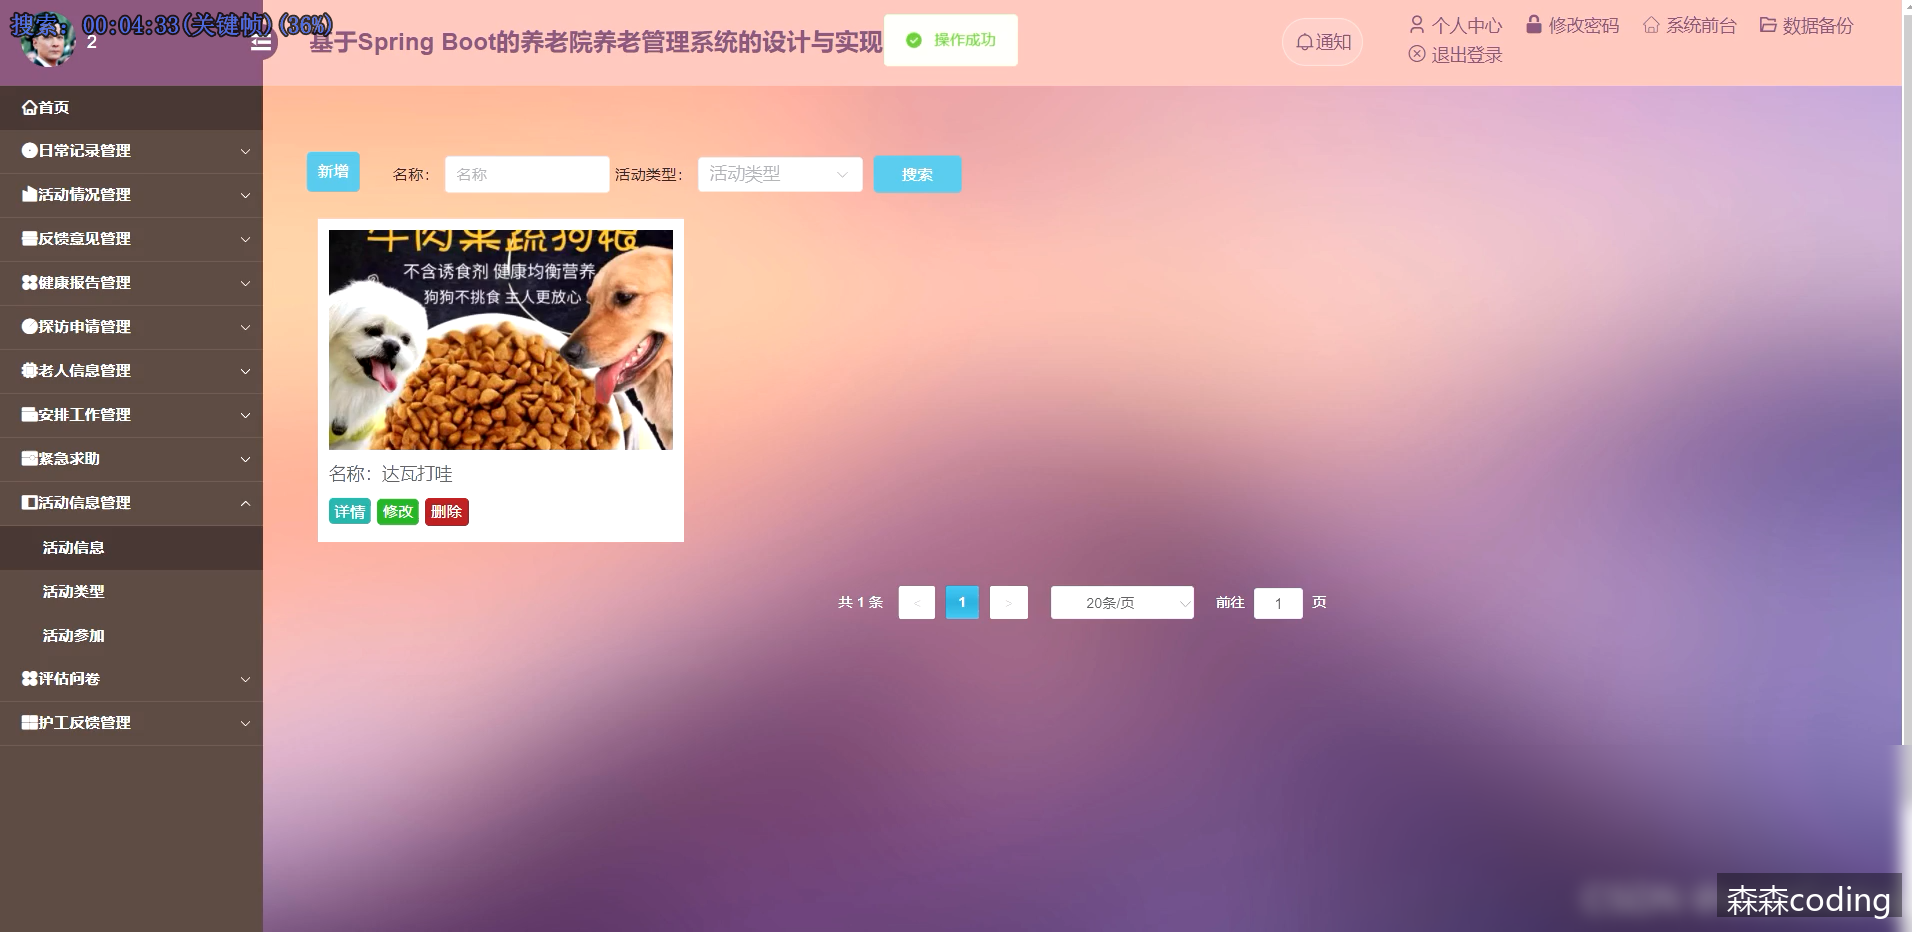 搜索: 00:04:33(关键帧)(36%)
2
基于Spring Boot的养老院养老管理系统的设计与实现
操作成功
通知
个人中心 修改密码 系统前台 数据备份
退出登录
首页
日常记录管理
活动情况管理
反馈意见管理
健康报告管理
探访申请管理
老人信息管理
安排工作管理
紧急求助
活动信息管理
活动信息
活动类型
活动参加
评估问卷
护工反馈管理
新增 名称： 名称 活动类型： 活动类型 搜索
牛肉果蔬狗粮
不含诱食剂 健康均衡营养
狗狗不挑食 主人更放心
名称：达瓦打哇
详情 修改 删除
共 1 条 < 1 > 20条/页 前往 1 页
森森coding